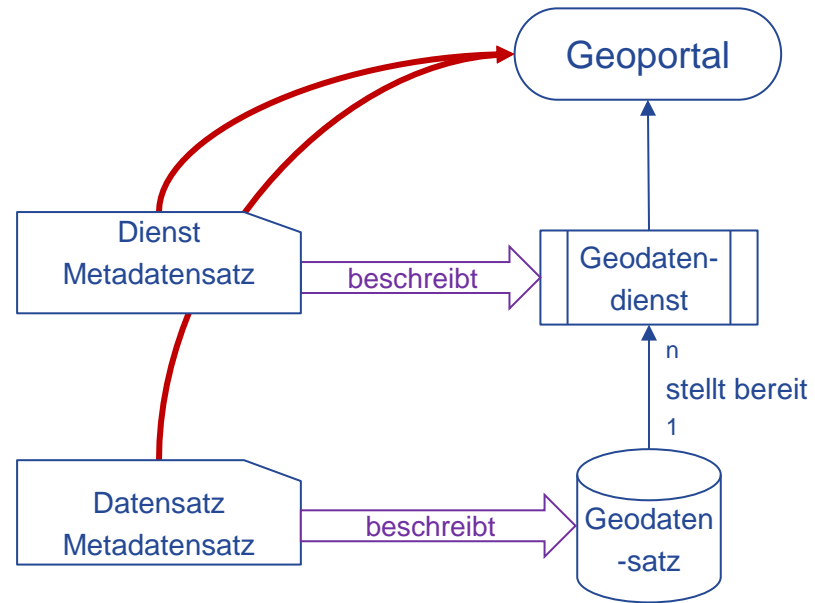 Geoportal
Dienst
Metadatensatz
beschreibt
Geodaten-
dienst
n
stellt bereit
1
Datensatz
Metadatensatz
beschreibt
Geodaten
-satz